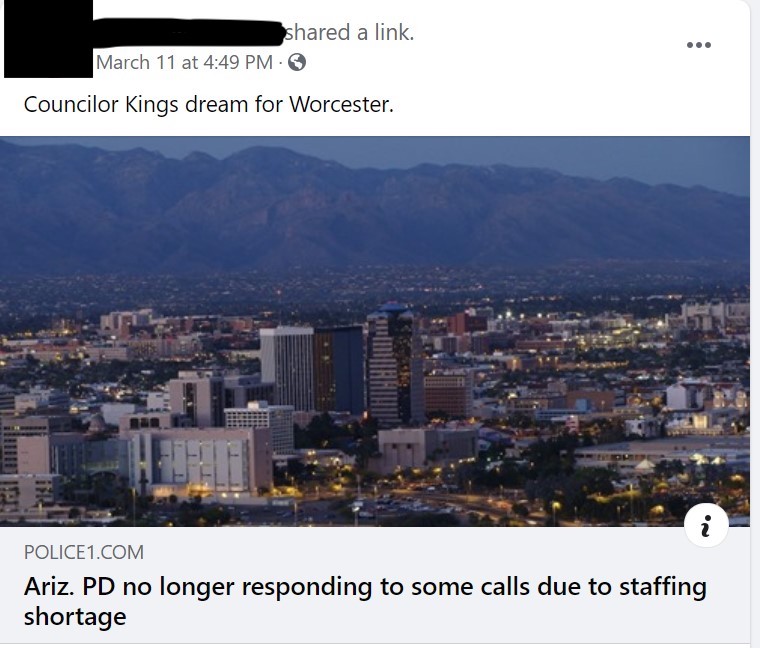 shared a link.
March 11 at 4:49 PM ·
Councilor Kings dream for Worcester.
i
POLICE1.COM
Ariz. PD no longer responding to some calls due to staffing
shortage